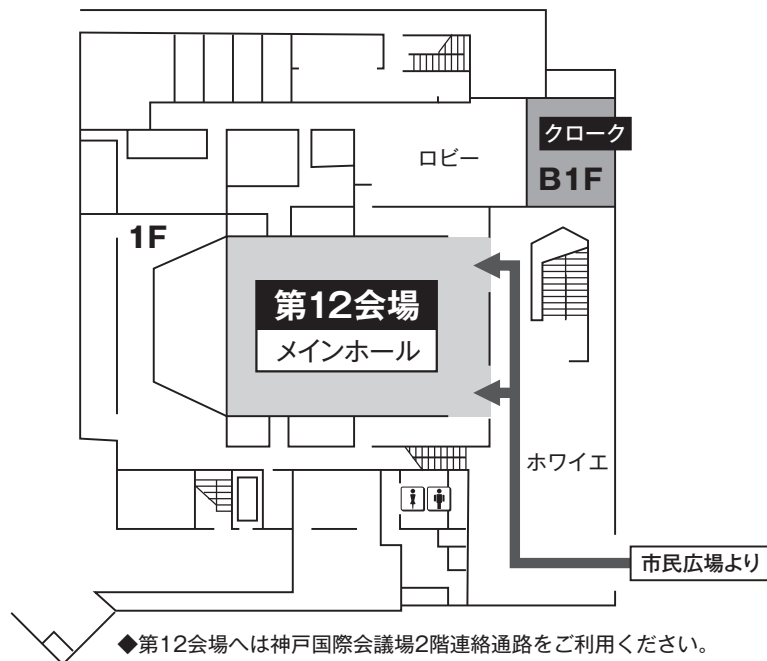 クローク
ロビー
B1F
1F
第12会場
メインホール
ホワイエ
市民広場より
◆第12会場へは神戸国際会議場2階連絡通路をご利用ください。